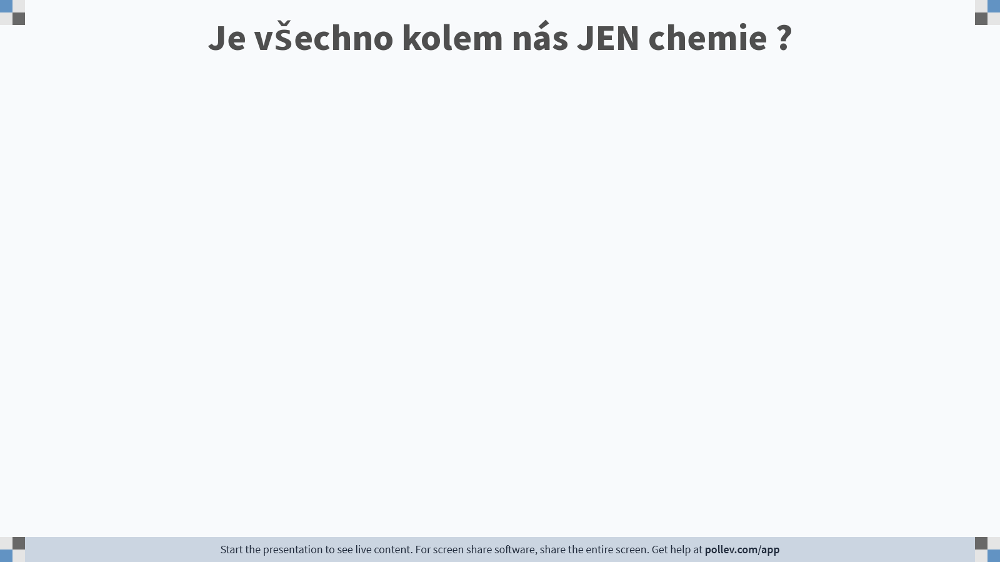 Je všechno kolem nás JEN chemie ?
Start the presentation to see live content. For screen share software, share the entire screen. Get help at pollev.com/app